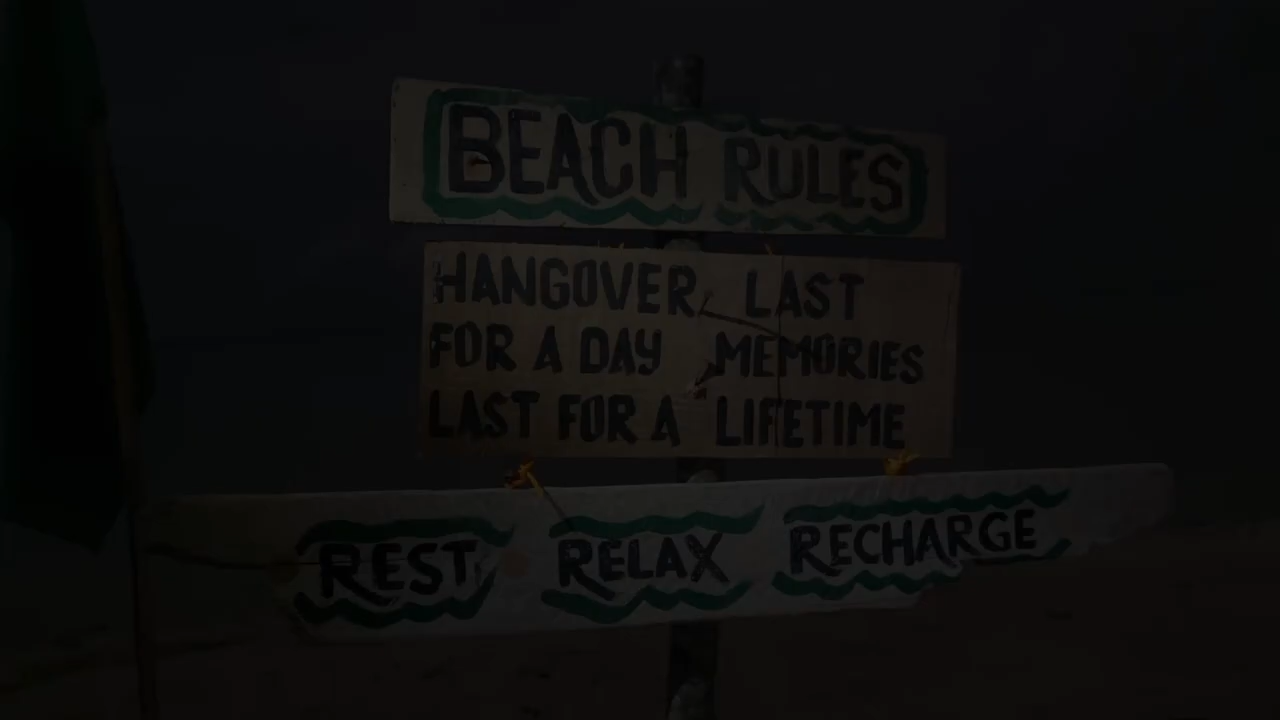 BEACH RULES
HANGOVER LAST
FOR A DAY MEMORIES
LAST FOR A LIFETIME
REST RELAX RECHARGE